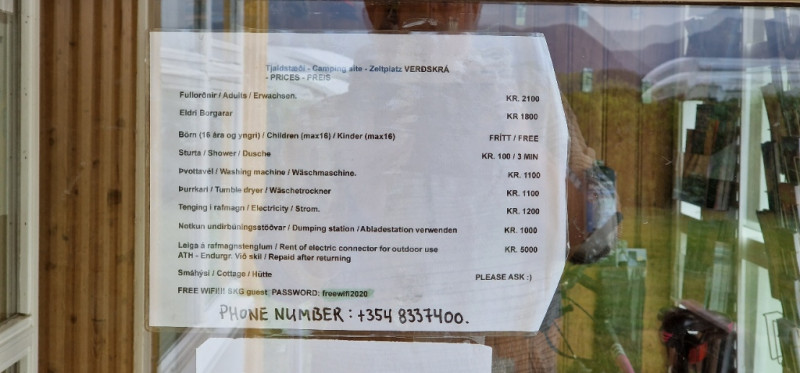 Tjaldstæði - Camping site - Zeltplatz VERÐSKRÁ
- PRICES - PREIS
Fullorðnir / Adults / Erwachsen. KR. 2100
Eldri Borgarar KR 1800
Börn (16 ára og yngri) / Children (max16) / Kinder (max16) FRÍTT / FREE
Sturta / Shower / Dusche KR. 100 / 3 MIN
Þvottavél / Washing machine / Wäschmaschine. KR. 1100
Þurrkari / Tumble dryer / Wäschetrockner KR. 1100
Tenging í rafmagn / Electricity / Strom. KR. 1200
Notkun undirbúningsstöðvar / Dumping station / Abladestation verwenden KR. 1000
Leiga á rafmagnstenglum / Rent of electric connector for outdoor use KR. 5000
ATH - Endurgr. Við skil / Repaid after returning
Smáhýsi / Cottage / Hütte PLEASE ASK :)
FREE WIFI!!! SKG guest PASSWORD: freewifi2020
PHONE NUMBER : +354 8337400.